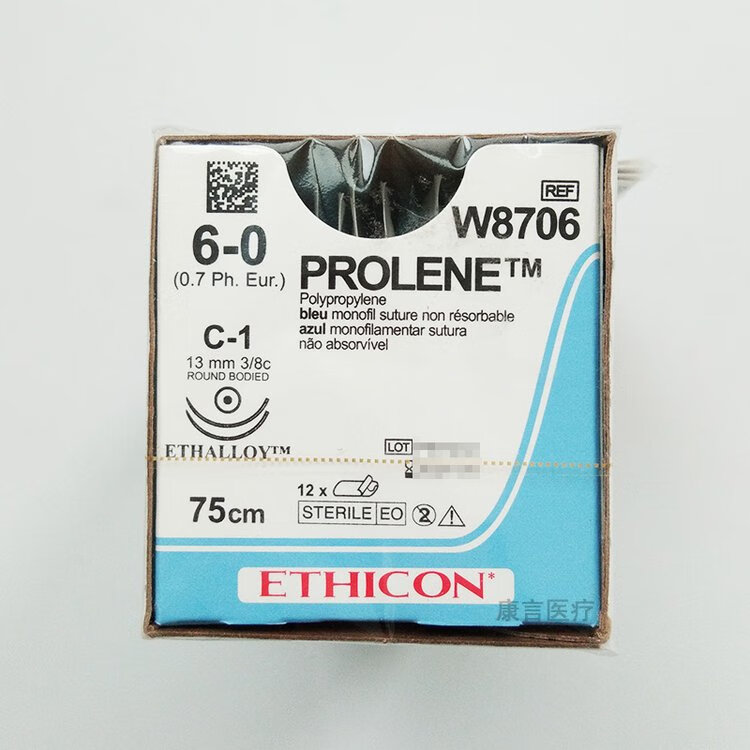 REF
W8706
6-0
(0.7 Ph. Eur.)
PROLENE™
Polypropylene
bleu monofil suture non résorbable
azul monofilamentar sutura
não absorvível
C-1
13 mm 3/8c
ROUND BODIED
ETHALLOY™
LOT
75cm
12 x
STERILE EO
2
ETHICON*
康言医疗